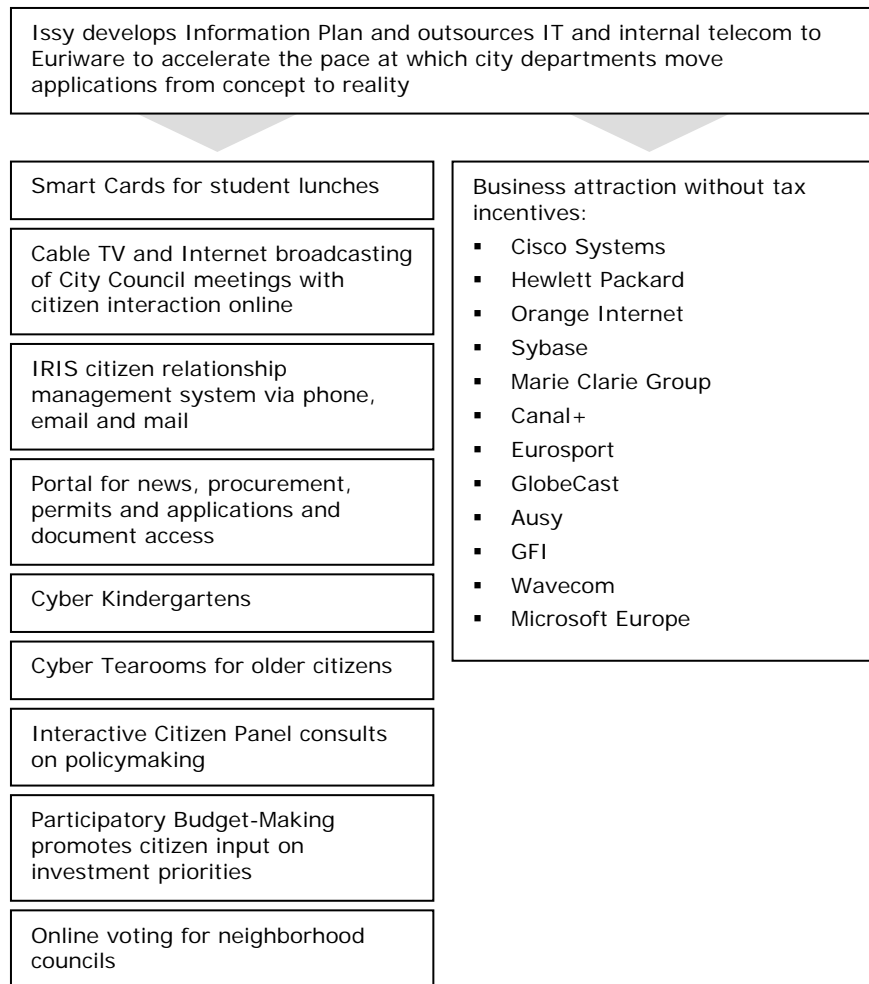 Issy develops Information Plan and outsources IT and internal telecom to
Euriware to accelerate the pace at which city departments move
applications from concept to reality
Smart Cards for student lunches
Cable TV and Internet broadcasting
of City Council meetings with
citizen interaction online
IRIS citizen relationship
management system via phone,
email and mail
Portal for news, procurement,
permits and applications and
document access
Cyber Kindergartens
Cyber Tearooms for older citizens
Interactive Citizen Panel consults
on policymaking
Participatory Budget-Making
promotes citizen input on
investment priorities
Online voting for neighborhood
councils
Business attraction without tax
incentives:
▪ Cisco Systems
▪ Hewlett Packard
▪ Orange Internet
▪ Sybase
▪ Marie Clarie Group
▪ Canal+
▪ Eurosport
▪ GlobeCast
▪ Ausy
▪ GFI
▪ Wavecom
▪ Microsoft Europe